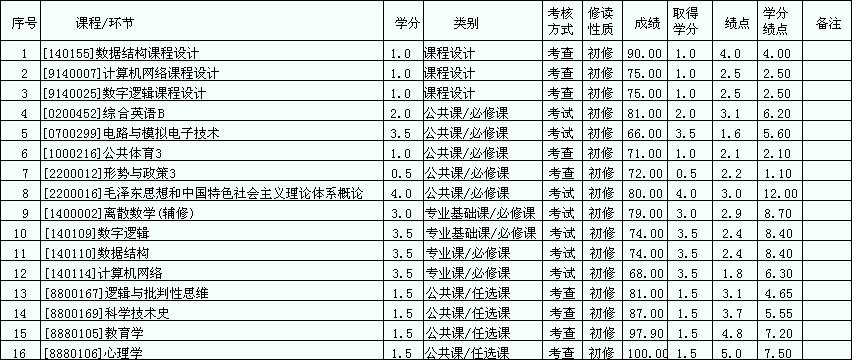 序号 课程/环节 学分 类别 考核方式 修读性质 成绩 取得学分 绩点 学分绩点 备注
1 [140155]数据结构课程设计 1.0 课程设计 考查 初修 90.00 1.0 4.0 4.00
2 [9140007]计算机网络课程设计 1.0 课程设计 考查 初修 75.00 1.0 2.5 2.50
3 [9140025]数字逻辑课程设计 1.0 课程设计 考查 初修 75.00 1.0 2.5 2.50
4 [0200452]综合英语B 2.0 公共课/必修课 考试 初修 81.00 2.0 3.1 6.20
5 [0700299]电路与模拟电子技术 3.5 公共课/必修课 考试 初修 66.00 3.5 1.6 5.60
6 [1000216]公共体育3 1.0 公共课/必修课 考查 初修 71.00 1.0 2.1 2.10
7 [2200012]形势与政策3 0.5 公共课/必修课 考查 初修 72.00 0.5 2.2 1.10
8 [2200016]毛泽东思想和中国特色社会主义理论体系概论 4.0 公共课/必修课 考试 初修 80.00 4.0 3.0 12.00
9 [1400002]离散数学(辅修) 3.0 专业基础课/必修课 考试 初修 79.00 3.0 2.9 8.70
10 [140109]数字逻辑 3.5 专业基础课/必修课 考试 初修 74.00 3.5 2.4 8.40
11 [140110]数据结构 3.5 专业课/必修课 考试 初修 74.00 3.5 2.4 8.40
12 [140114]计算机网络 3.5 专业课/必修课 考试 初修 68.00 3.5 1.8 6.30
13 [8800167]逻辑与批判性思维 1.5 公共课/任选课 考查 初修 81.00 1.5 3.1 4.65
14 [8800169]科学技术史 1.5 公共课/任选课 考查 初修 87.00 1.5 3.7 5.55
15 [8880105]教育学 1.5 公共课/任选课 考查 初修 97.90 1.5 4.8 7.20
16 [8880106]心理学 1.5 公共课/任选课 考查 初修 100.00 1.5 5.0 7.50